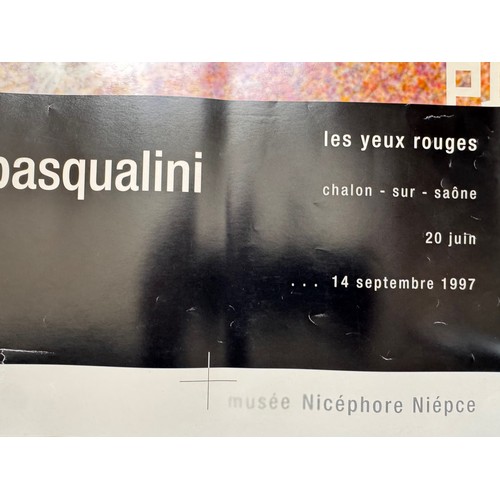 les yeux rouges
pasqualini
chalon - sur - saône
20 juin
... 14 septembre 1997
musée Nicéphore Niépce